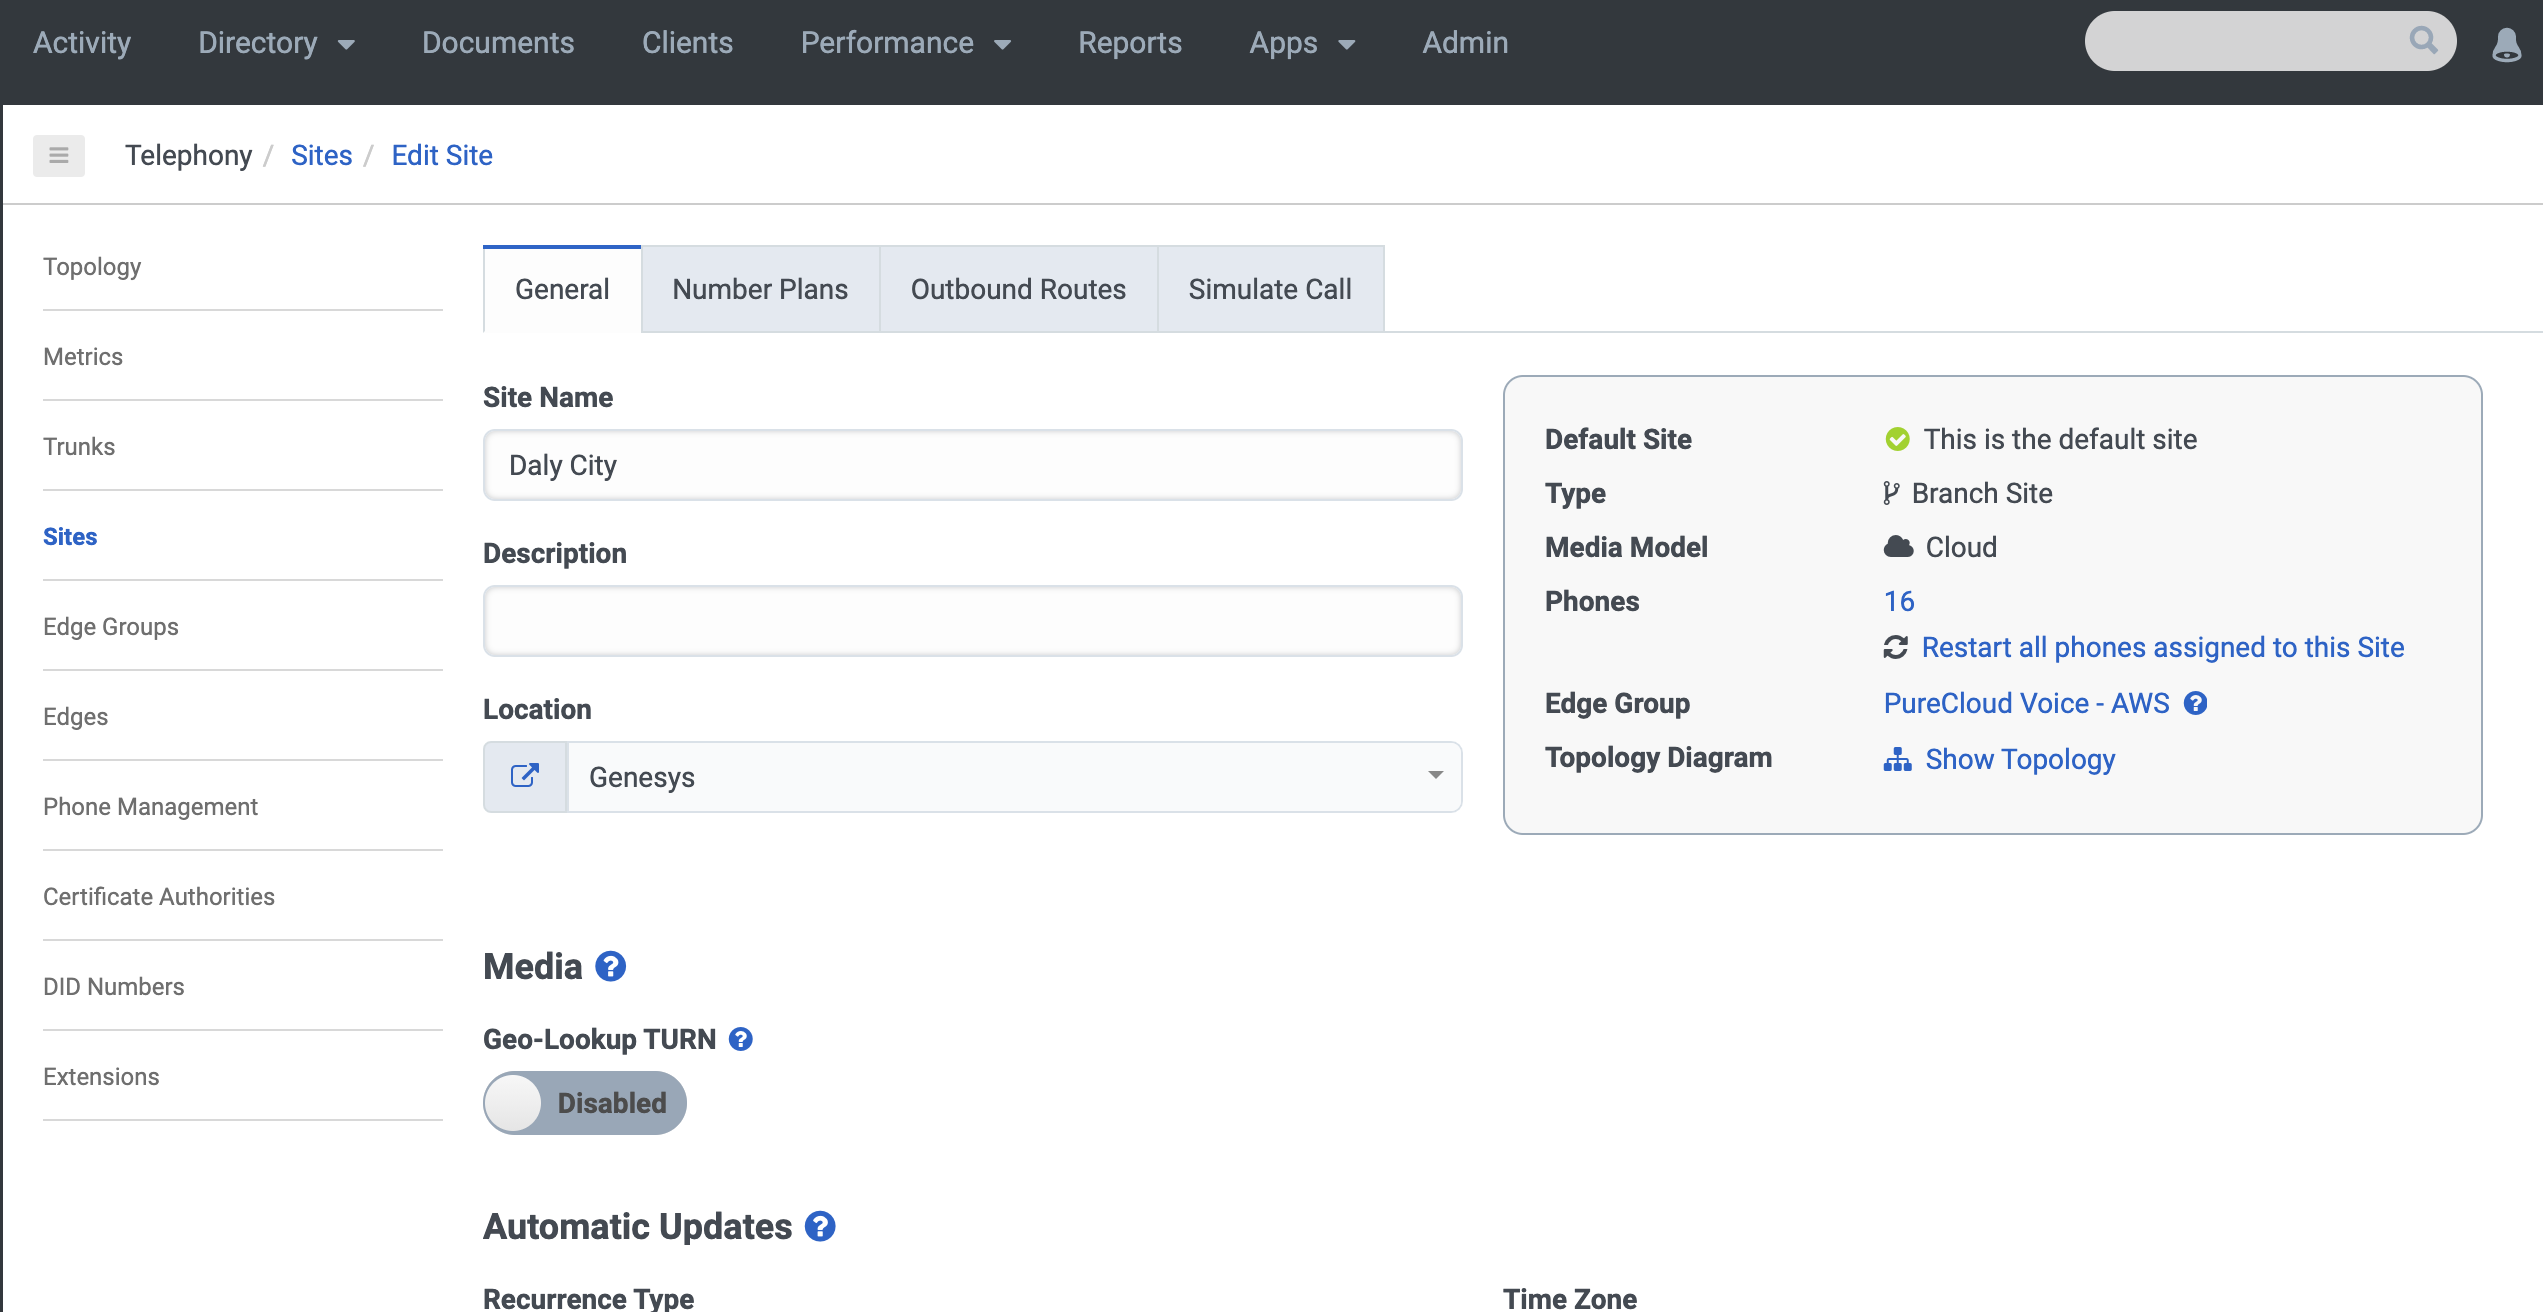 Activity Directory Documents Clients Performance Reports Apps Admin
Telephony / Sites / Edit Site
Topology
Metrics
Trunks
Sites
Edge Groups
Edges
Phone Management
Certificate Authorities
DID Numbers
Extensions
General Number Plans Outbound Routes Simulate Call
Site Name
Daly City
Description
Location
Genesys
Default Site This is the default site
Type Branch Site
Media Model Cloud
Phones 16
Restart all phones assigned to this Site
Edge Group PureCloud Voice - AWS ?
Topology Diagram Show Topology
Media ?
Geo-Lookup TURN ?
Disabled
Automatic Updates ?
Recurrence Type Time Zone